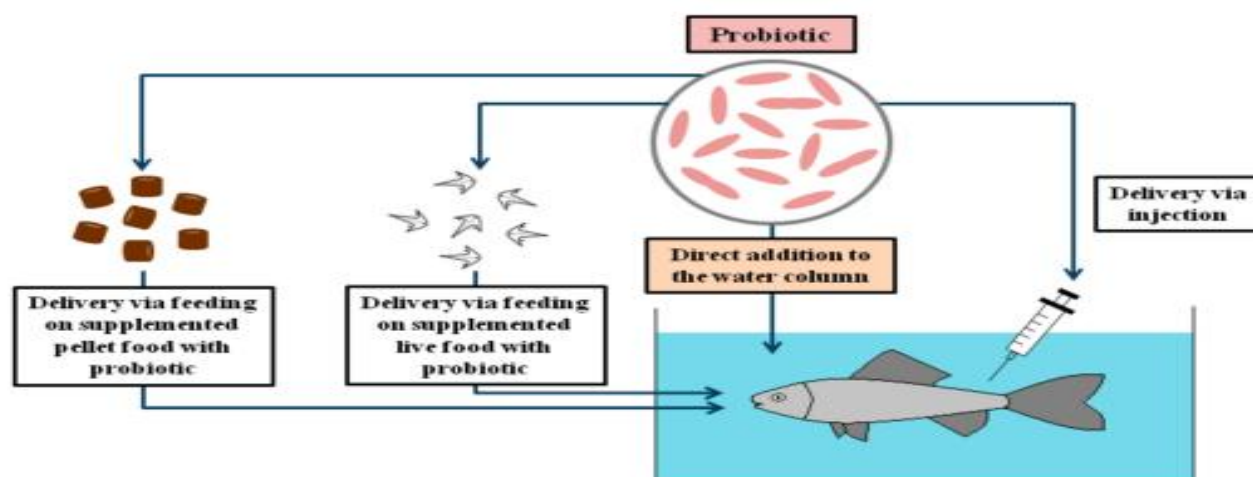 Probiotic
Delivery via
injection
Direct addition to
the water column
Delivery via feeding
on supplemented
pellet food with
probiotic
Delivery via feeding
on supplemented
live food with
probiotic